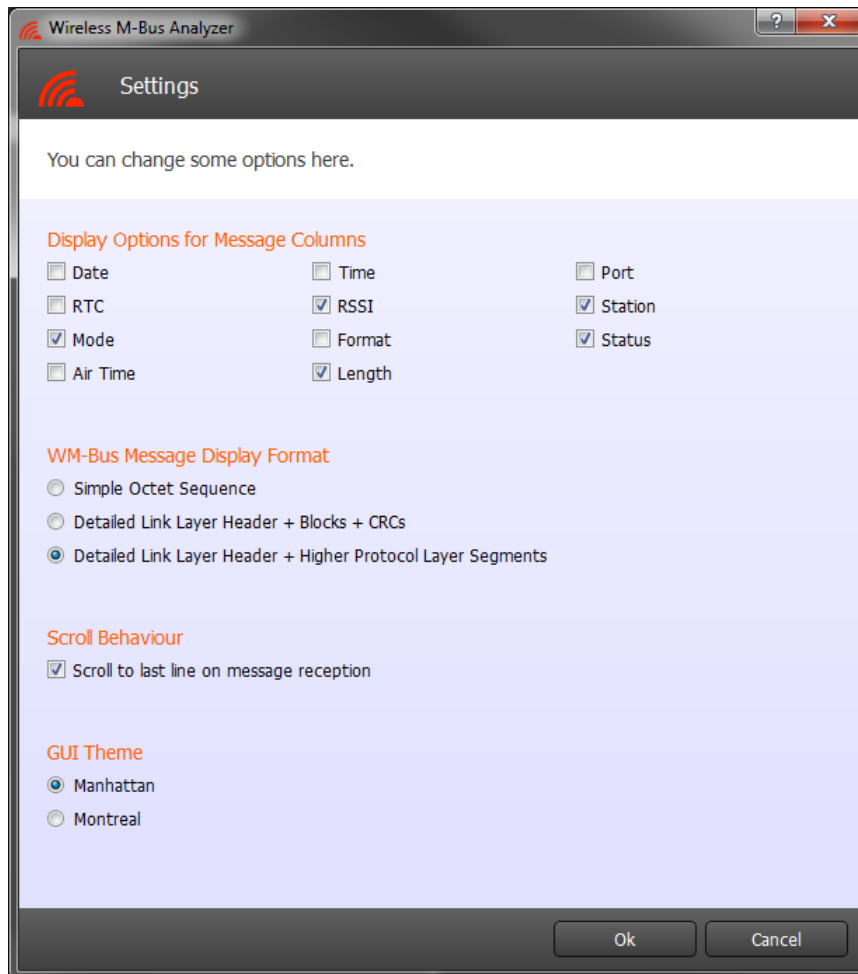 Wireless M-Bus Analyzer
?
Settings
You can change some options here.
Display Options for Message Columns
Date Time Port
RTC RSSI Station
Mode Format Status
Air Time Length
WM-Bus Message Display Format
Simple Octet Sequence
Detailed Link Layer Header + Blocks + CRCs
Detailed Link Layer Header + Higher Protocol Layer Segments
Scroll Behaviour
Scroll to last line on message reception
GUI Theme
Manhattan
Montreal
Ok Cancel